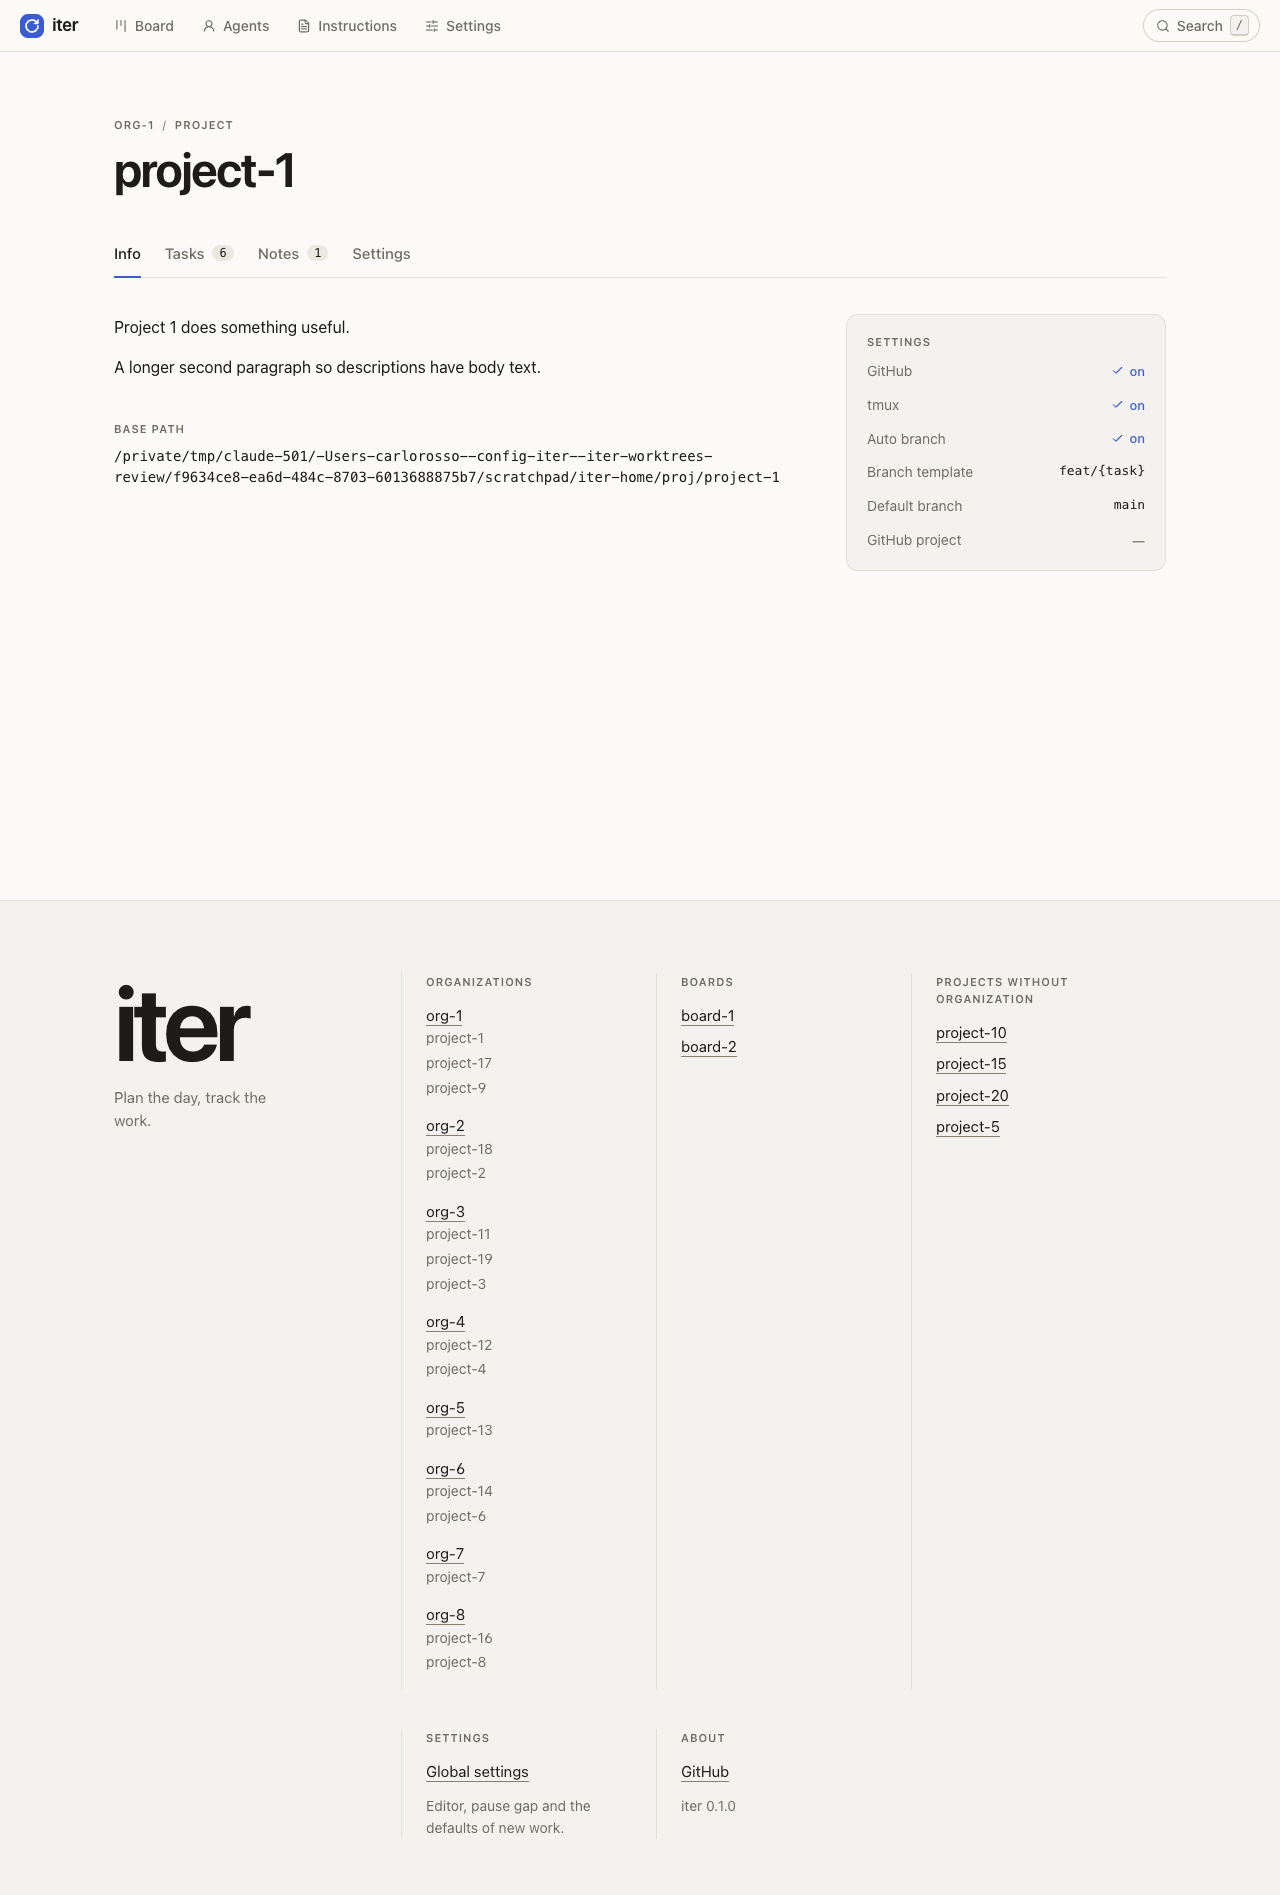 iter
Board
Agents
Instructions
Settings
Search /
ORG-1 / PROJECT
project-1
Info
Tasks 6
Notes 1
Settings
Project 1 does something useful.
A longer second paragraph so descriptions have body text.
BASE PATH
/private/tmp/claude-501/-Users-carlorosso--config-iter--iter-worktrees-
review/f9634ce8-ea6d-484c-8703-6013688875b7/scratchpad/iter-home/proj/project-1
SETTINGS
GitHub on
tmux on
Auto branch on
Branch template feat/{task}
Default branch main
GitHub project —
iter
Plan the day, track the
work.
ORGANIZATIONS
org-1
project-1
project-17
project-9
org-2
project-18
project-2
org-3
project-11
project-19
project-3
org-4
project-12
project-4
org-5
project-13
org-6
project-14
project-6
org-7
project-7
org-8
project-16
project-8
BOARDS
board-1
board-2
PROJECTS WITHOUT
ORGANIZATION
project-10
project-15
project-20
project-5
SETTINGS
Global settings
Editor, pause gap and the
defaults of new work.
ABOUT
GitHub
iter 0.1.0